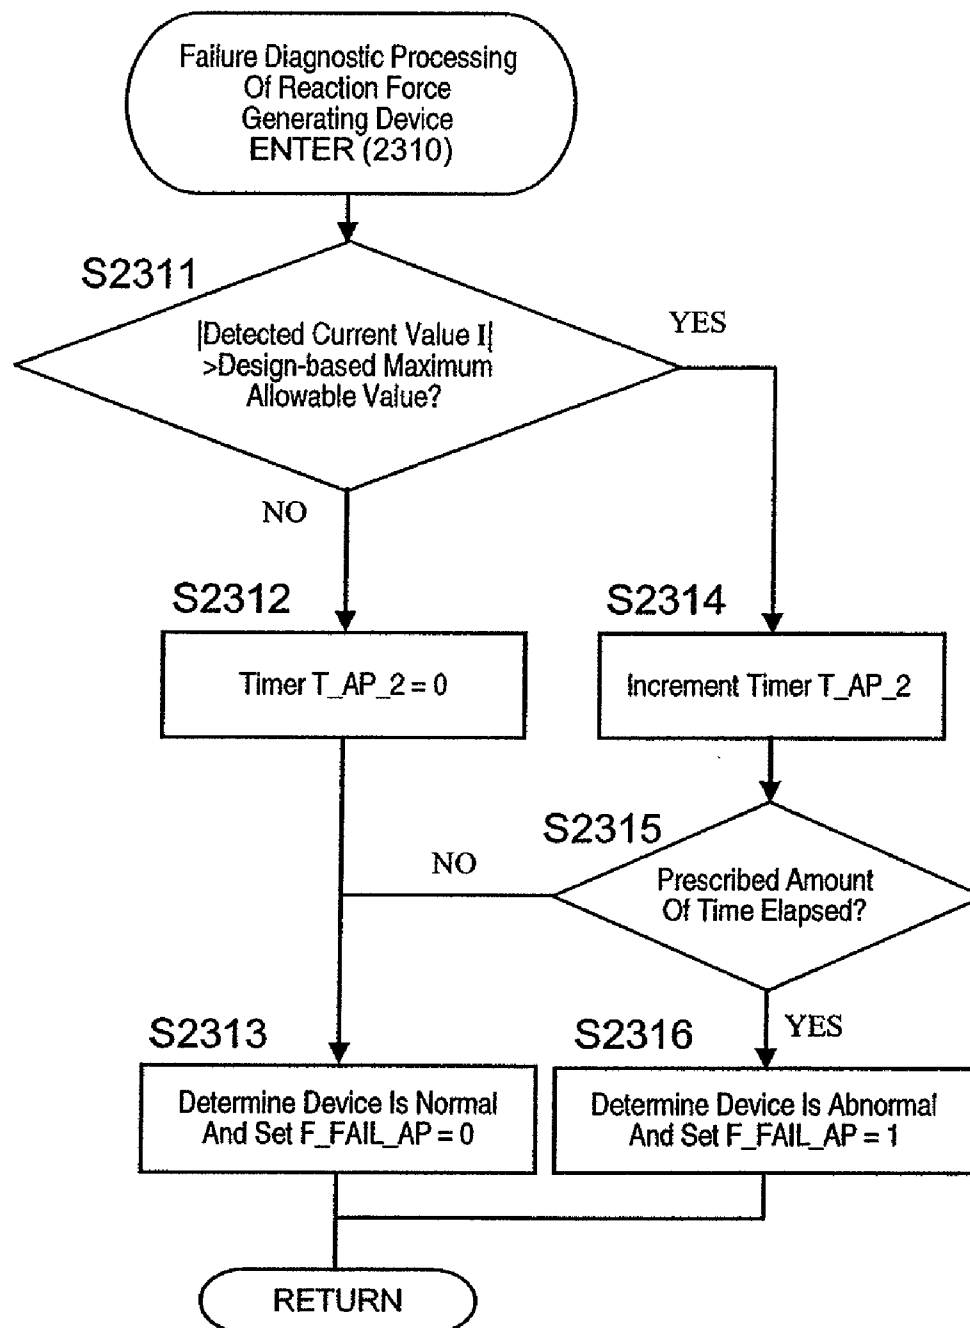 Failure Diagnostic Processing
Of Reaction Force
Generating Device
ENTER (2310)
S2311
|Detected Current Value I|
>Design-based Maximum
Allowable Value?
YES
NO
S2312
Timer T_AP_2 = 0
S2314
Increment Timer T_AP_2
S2315
Prescribed Amount
Of Time Elapsed?
NO
YES
S2313
Determine Device Is Normal
And Set F_FAIL_AP = 0
S2316
Determine Device Is Abnormal
And Set F_FAIL_AP = 1
RETURN